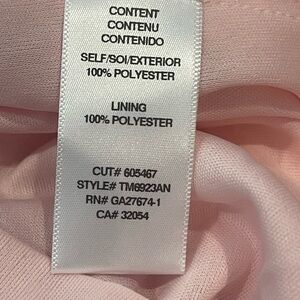 CONTENT
CONTENU
CONTENIDO
SELF/SOI/EXTERIOR
100% POLYESTER
LINING
100% POLYESTER
CUT# 605467
STYLE# TM6923AN
RN# GA27674-1
CA# 32054